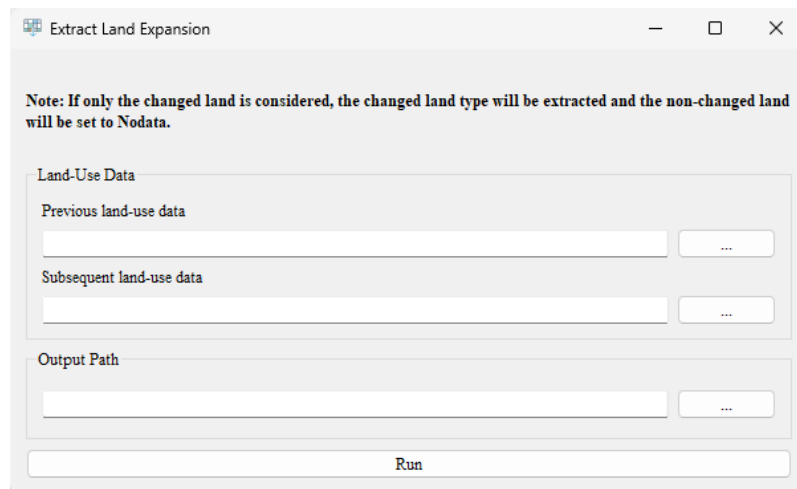 Extract Land Expansion
Note: If only the changed land is considered, the changed land type will be extracted and the non-changed land
will be set to Nodata.
Land-Use Data
Previous land-use data
...
Subsequent land-use data
...
Output Path
...
Run